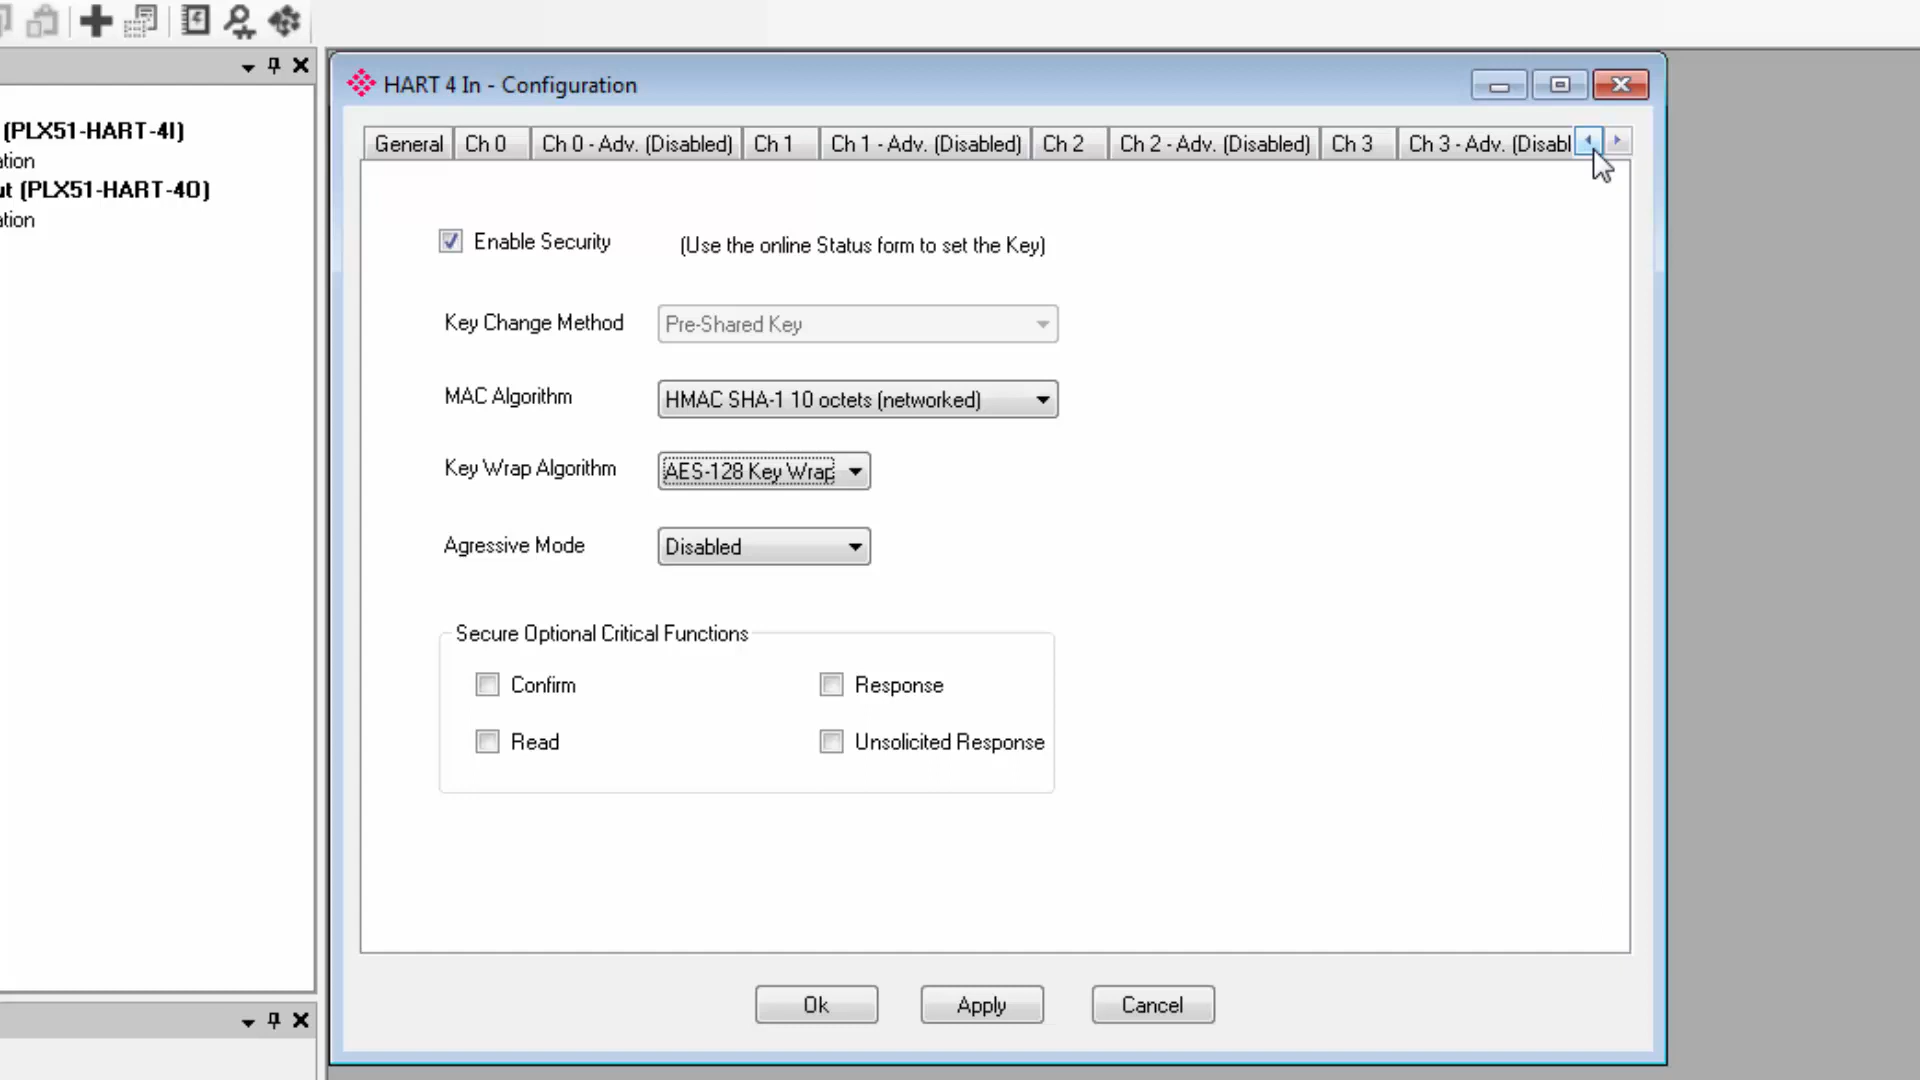 HART 4 In - Configuration
(PLX51-HART-4I)
ation
ut (PLX51-HART-4O)
ation
General Ch 0 Ch 0 - Adv. (Disabled) Ch 1 Ch 1 - Adv. (Disabled) Ch 2 Ch 2 - Adv. (Disabled) Ch 3 Ch 3 - Adv. (Disabl
Enable Security (Use the online Status form to set the Key)
Key Change Method Pre-Shared Key
MAC Algorithm HMAC SHA-1 10 octets (networked)
Key Wrap Algorithm AES-128 Key Wrap
Agressive Mode Disabled
Secure Optional Critical Functions
Confirm Response
Read Unsolicited Response
Ok Apply Cancel